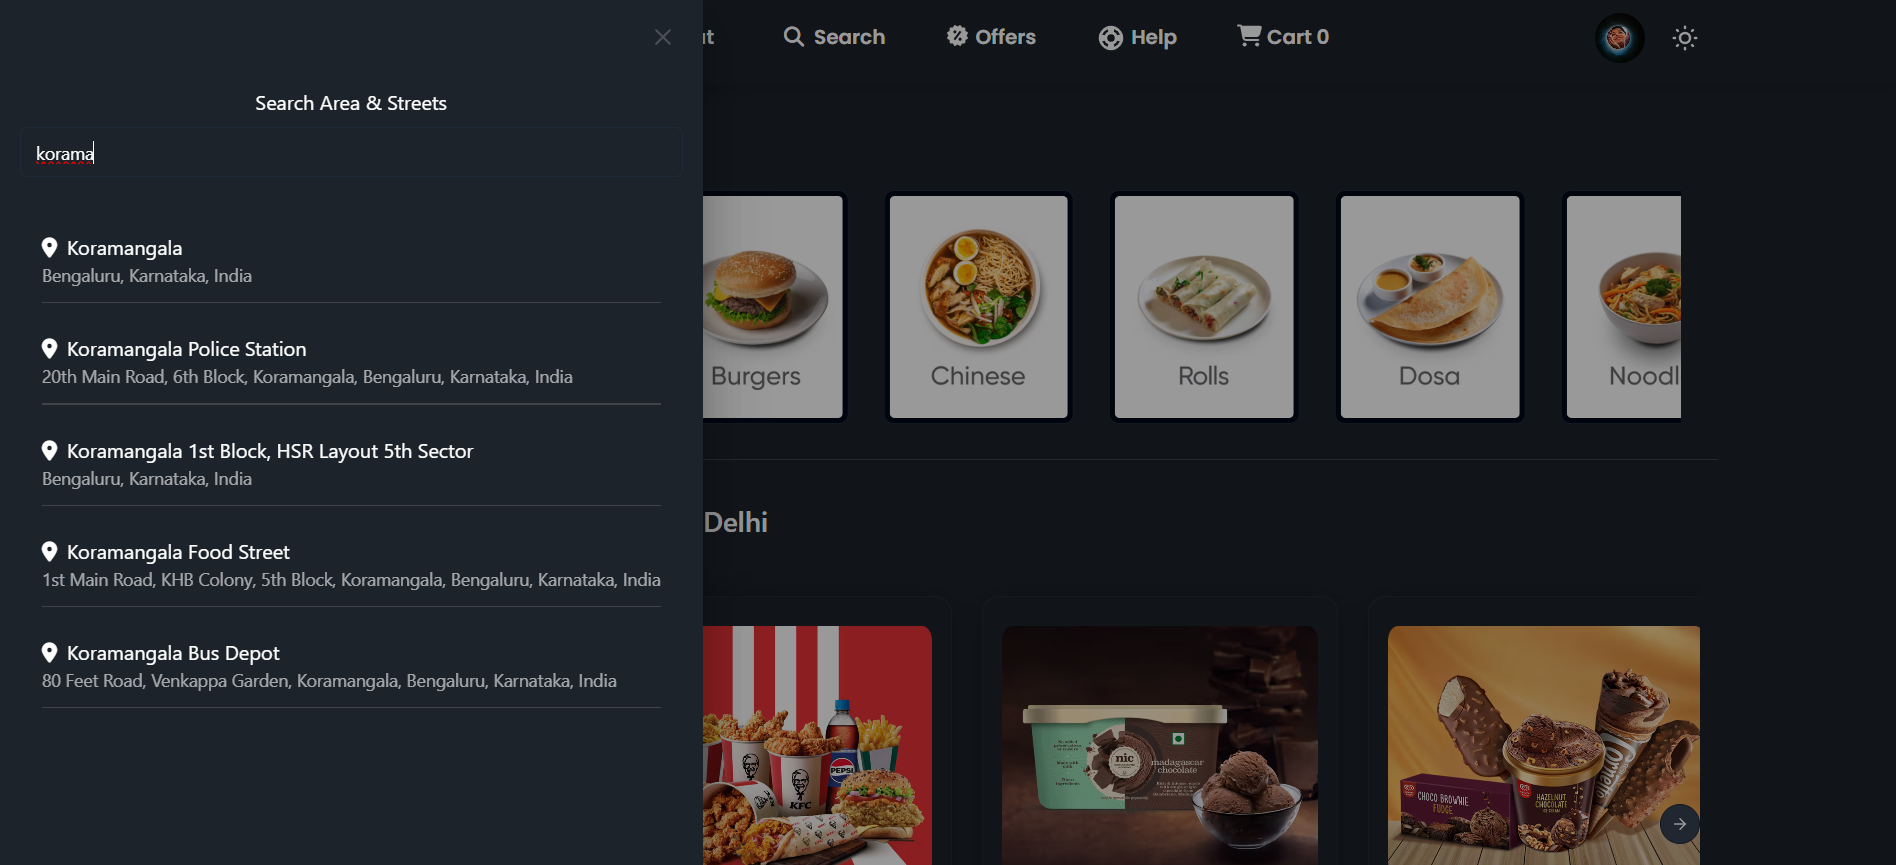 ut
Search
Offers
Help
Cart 0
Search Area & Streets
korama
Koramangala
Bengaluru, Karnataka, India
Koramangala Police Station
20th Main Road, 6th Block, Koramangala, Bengaluru, Karnataka, India
Koramangala 1st Block, HSR Layout 5th Sector
Bengaluru, Karnataka, India
Koramangala Food Street
1st Main Road, KHB Colony, 5th Block, Koramangala, Bengaluru, Karnataka, India
Koramangala Bus Depot
80 Feet Road, Venkappa Garden, Koramangala, Bengaluru, Karnataka, India
Burgers
Chinese
Rolls
Dosa
Noodl
Delhi
PEPSI
KFC
nic
madagascar
chocolate
CHOCO BROWNIE
FUDGE
HAZELNUT
CHOCOLATE